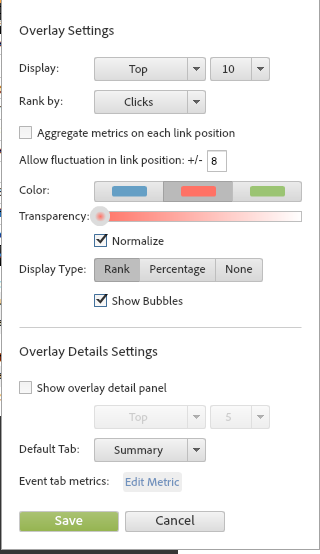 Overlay Settings
Display: Top 10
Rank by: Clicks
Aggregate metrics on each link position
Allow fluctuation in link position: +/- 8
Color:
Transparency:
Normalize
Display Type: Rank Percentage None
Show Bubbles
Overlay Details Settings
Show overlay detail panel
Top 5
Default Tab: Summary
Event tab metrics: Edit Metric
Save Cancel